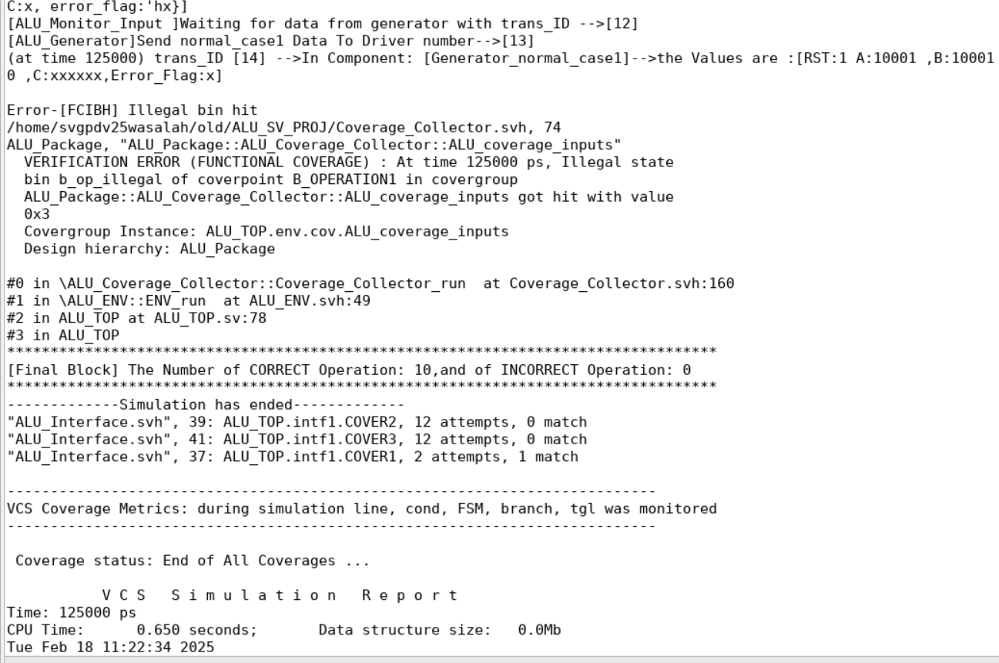 C:x, error_flag:'hx}]
[ALU_Monitor_Input ]Waiting for data from generator with trans_ID -->[12]
[ALU_Generator]Send normal_case1 Data To Driver number-->[13]
(at time 125000) trans_ID [14] -->In Component: [Generator_normal_case1]-->the Values are :[RST:1 A:10001 ,B:10001
0 ,C:xxxxxx,Error_Flag:x]
Error-[FCIBH] Illegal bin hit
/home/svgpdv25wasalah/old/ALU_SV_PROJ/Coverage_Collector.svh, 74
ALU_Package, "ALU_Package::ALU_Coverage_Collector::ALU_coverage_inputs"
  VERIFICATION ERROR (FUNCTIONAL COVERAGE) : At time 125000 ps, Illegal state
  bin b_op_illegal of coverpoint B_OPERATION1 in covergroup
  ALU_Package::ALU_Coverage_Collector::ALU_coverage_inputs got hit with value
  0x3
  Covergroup Instance: ALU_TOP.env.cov.ALU_coverage_inputs
  Design hierarchy: ALU_Package
#0 in \ALU_Coverage_Collector::Coverage_Collector_run  at Coverage_Collector.svh:160
#1 in \ALU_ENV::ENV_run  at ALU_ENV.svh:49
#2 in ALU_TOP at ALU_TOP.sv:78
#3 in ALU_TOP
**********************************************************************************
[Final Block] The Number of CORRECT Operation: 10,and of INCORRECT Operation: 0
**********************************************************************************
-------------Simulation has ended-------------
"ALU_Interface.svh", 39: ALU_TOP.intf1.COVER2, 12 attempts, 0 match
"ALU_Interface.svh", 41: ALU_TOP.intf1.COVER3, 12 attempts, 0 match
"ALU_Interface.svh", 37: ALU_TOP.intf1.COVER1, 2 attempts, 1 match
---------------------------------------------------------------------------
VCS Coverage Metrics: during simulation line, cond, FSM, branch, tgl was monitored
---------------------------------------------------------------------------
 Coverage status: End of All Coverages ...
           V C S   S i m u l a t i o n   R e p o r t
Time: 125000 ps
CPU Time:      0.650 seconds;       Data structure size:   0.0Mb
Tue Feb 18 11:22:34 2025